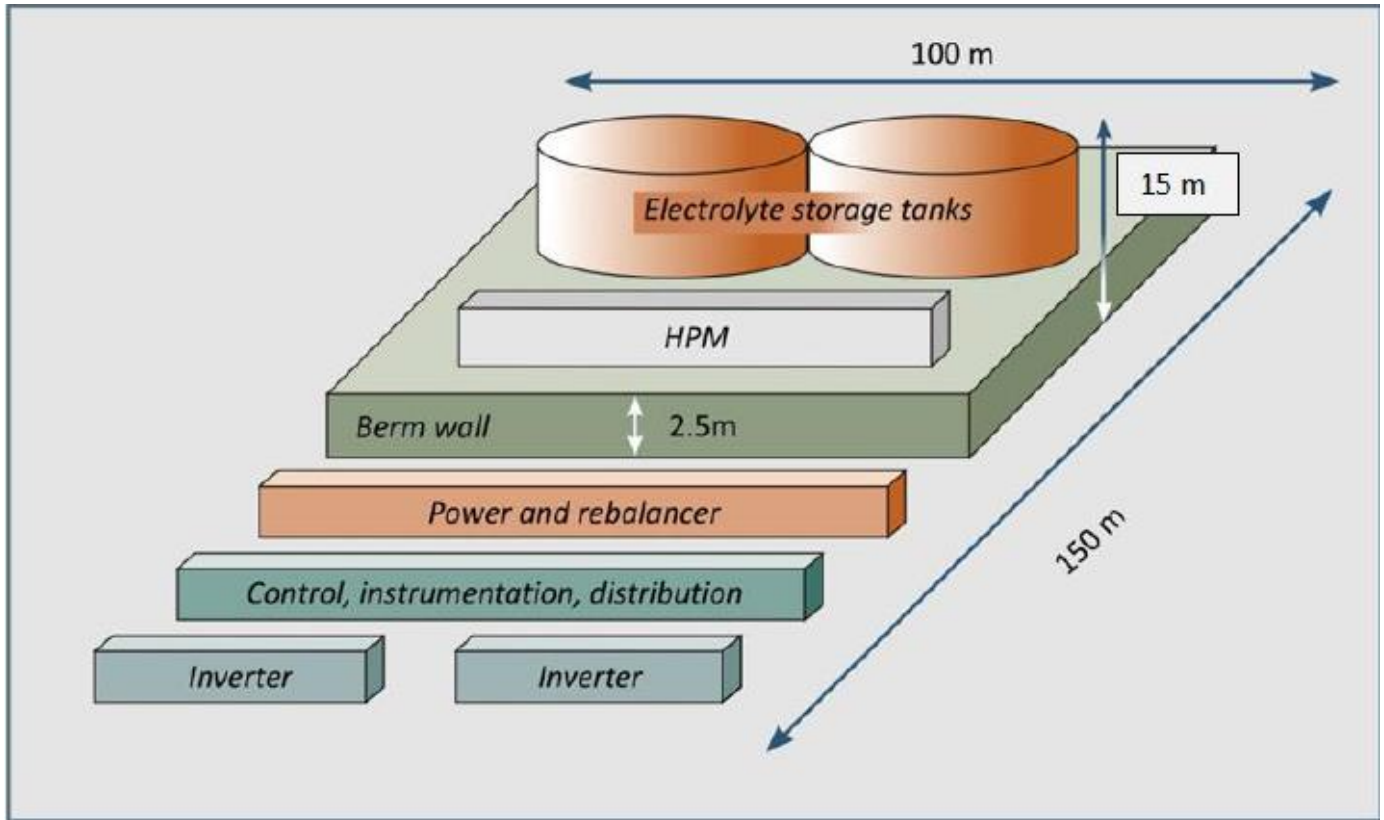 100 m
15 m
Electrolyte storage tanks
HPM
Berm wall
2.5m
Power and rebalancer
150 m
Control, instrumentation, distribution
Inverter
Inverter